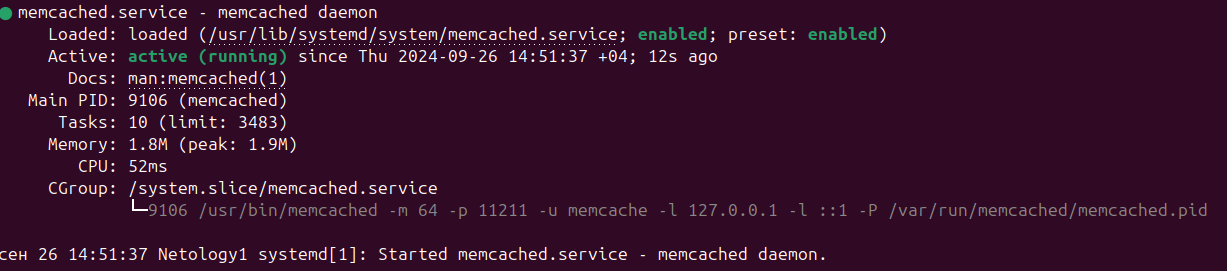 ● memcached.service - memcached daemon
Loaded: loaded (/usr/lib/systemd/system/memcached.service; enabled; preset: enabled)
Active: active (running) since Thu 2024-09-26 14:51:37 +04; 12s ago
Docs: man:memcached(1)
Main PID: 9106 (memcached)
Tasks: 10 (limit: 3483)
Memory: 1.8M (peak: 1.9M)
CPU: 52ms
CGroup: /system.slice/memcached.service
└─9106 /usr/bin/memcached -m 64 -p 11211 -u memcache -l 127.0.0.1 -l ::1 -P /var/run/memcached/memcached.pid
сен 26 14:51:37 Netology1 systemd[1]: Started memcached.service - memcached daemon.